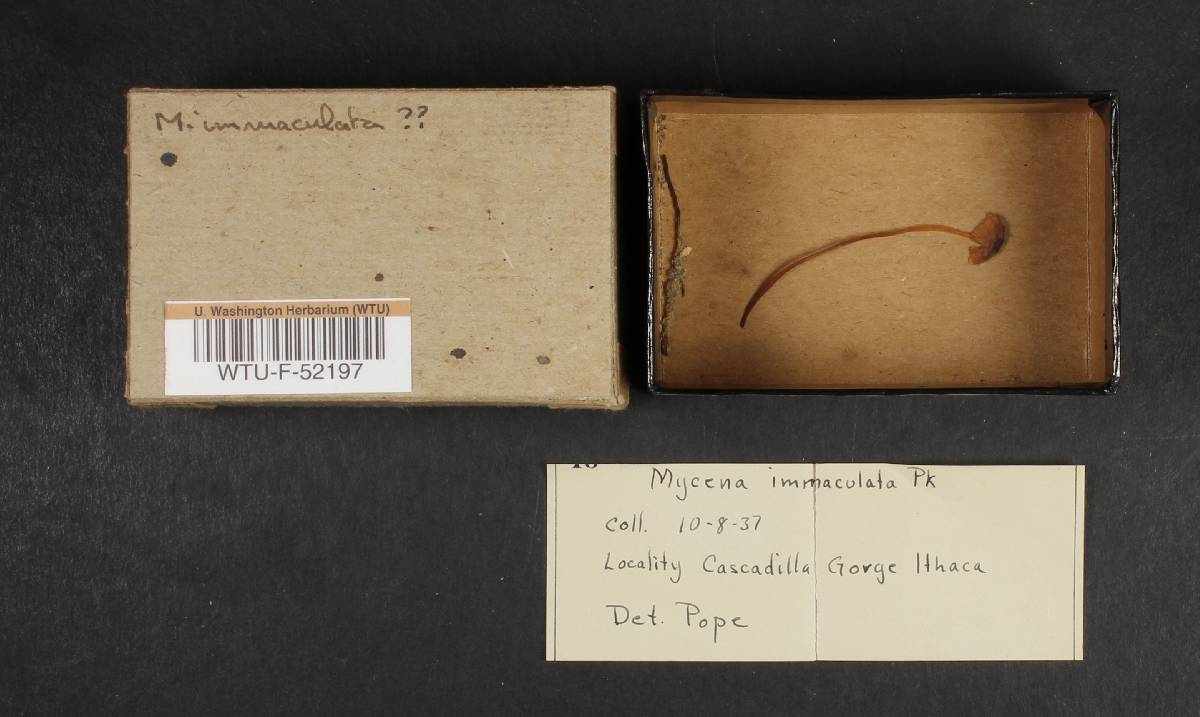 M. immaculata ??
U. Washington Herbarium (WTU)
WTU-F-52197
Mycena immaculata Pk
Coll. 10-8-37
Locality Cascadilla Gorge Ithaca
Det. Pope